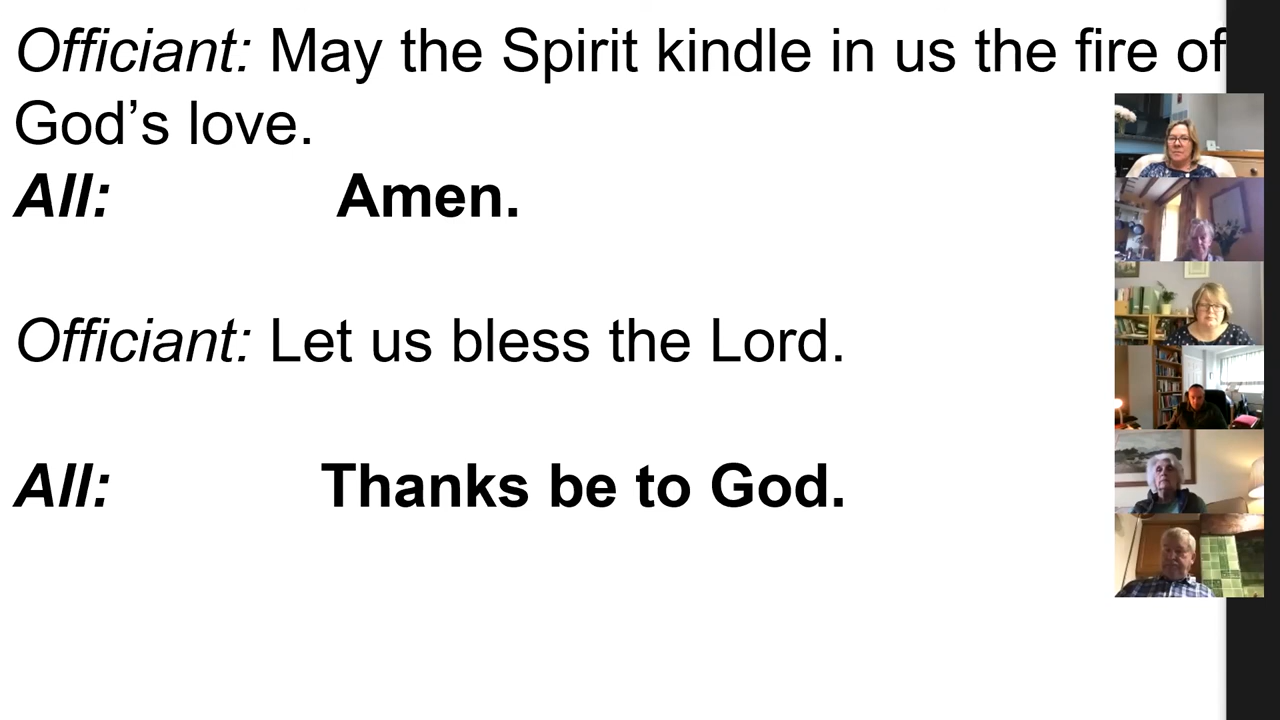 Officiant: May the Spirit kindle in us the fire of
God’s love.
All: Amen.
Officiant: Let us bless the Lord.
All: Thanks be to God.